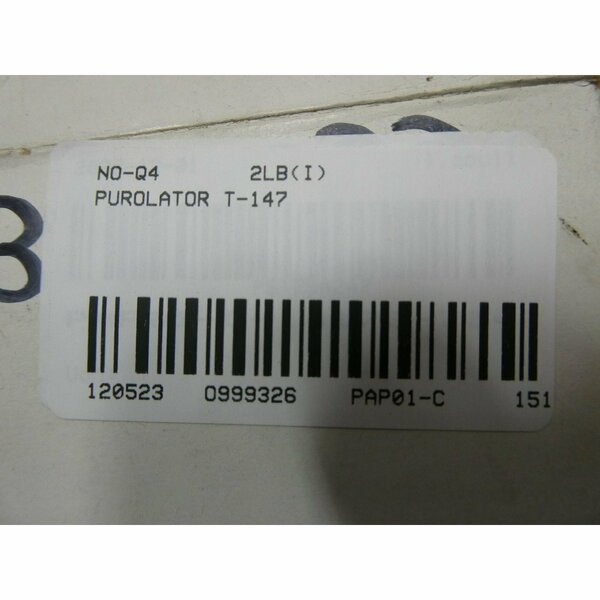 NO-Q4 2LB(I)
PUROLATOR T-147
120523 0999326 PAP01-C 151